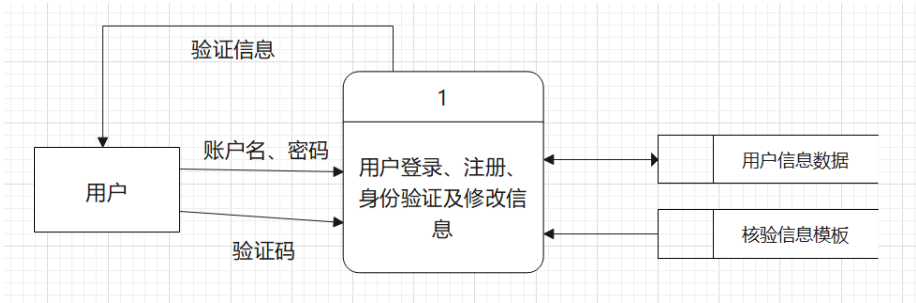 验证信息
1
账户名、密码
用户
用户登录、注册、
身份验证及修改信
息
验证码
用户信息数据
核验信息模板